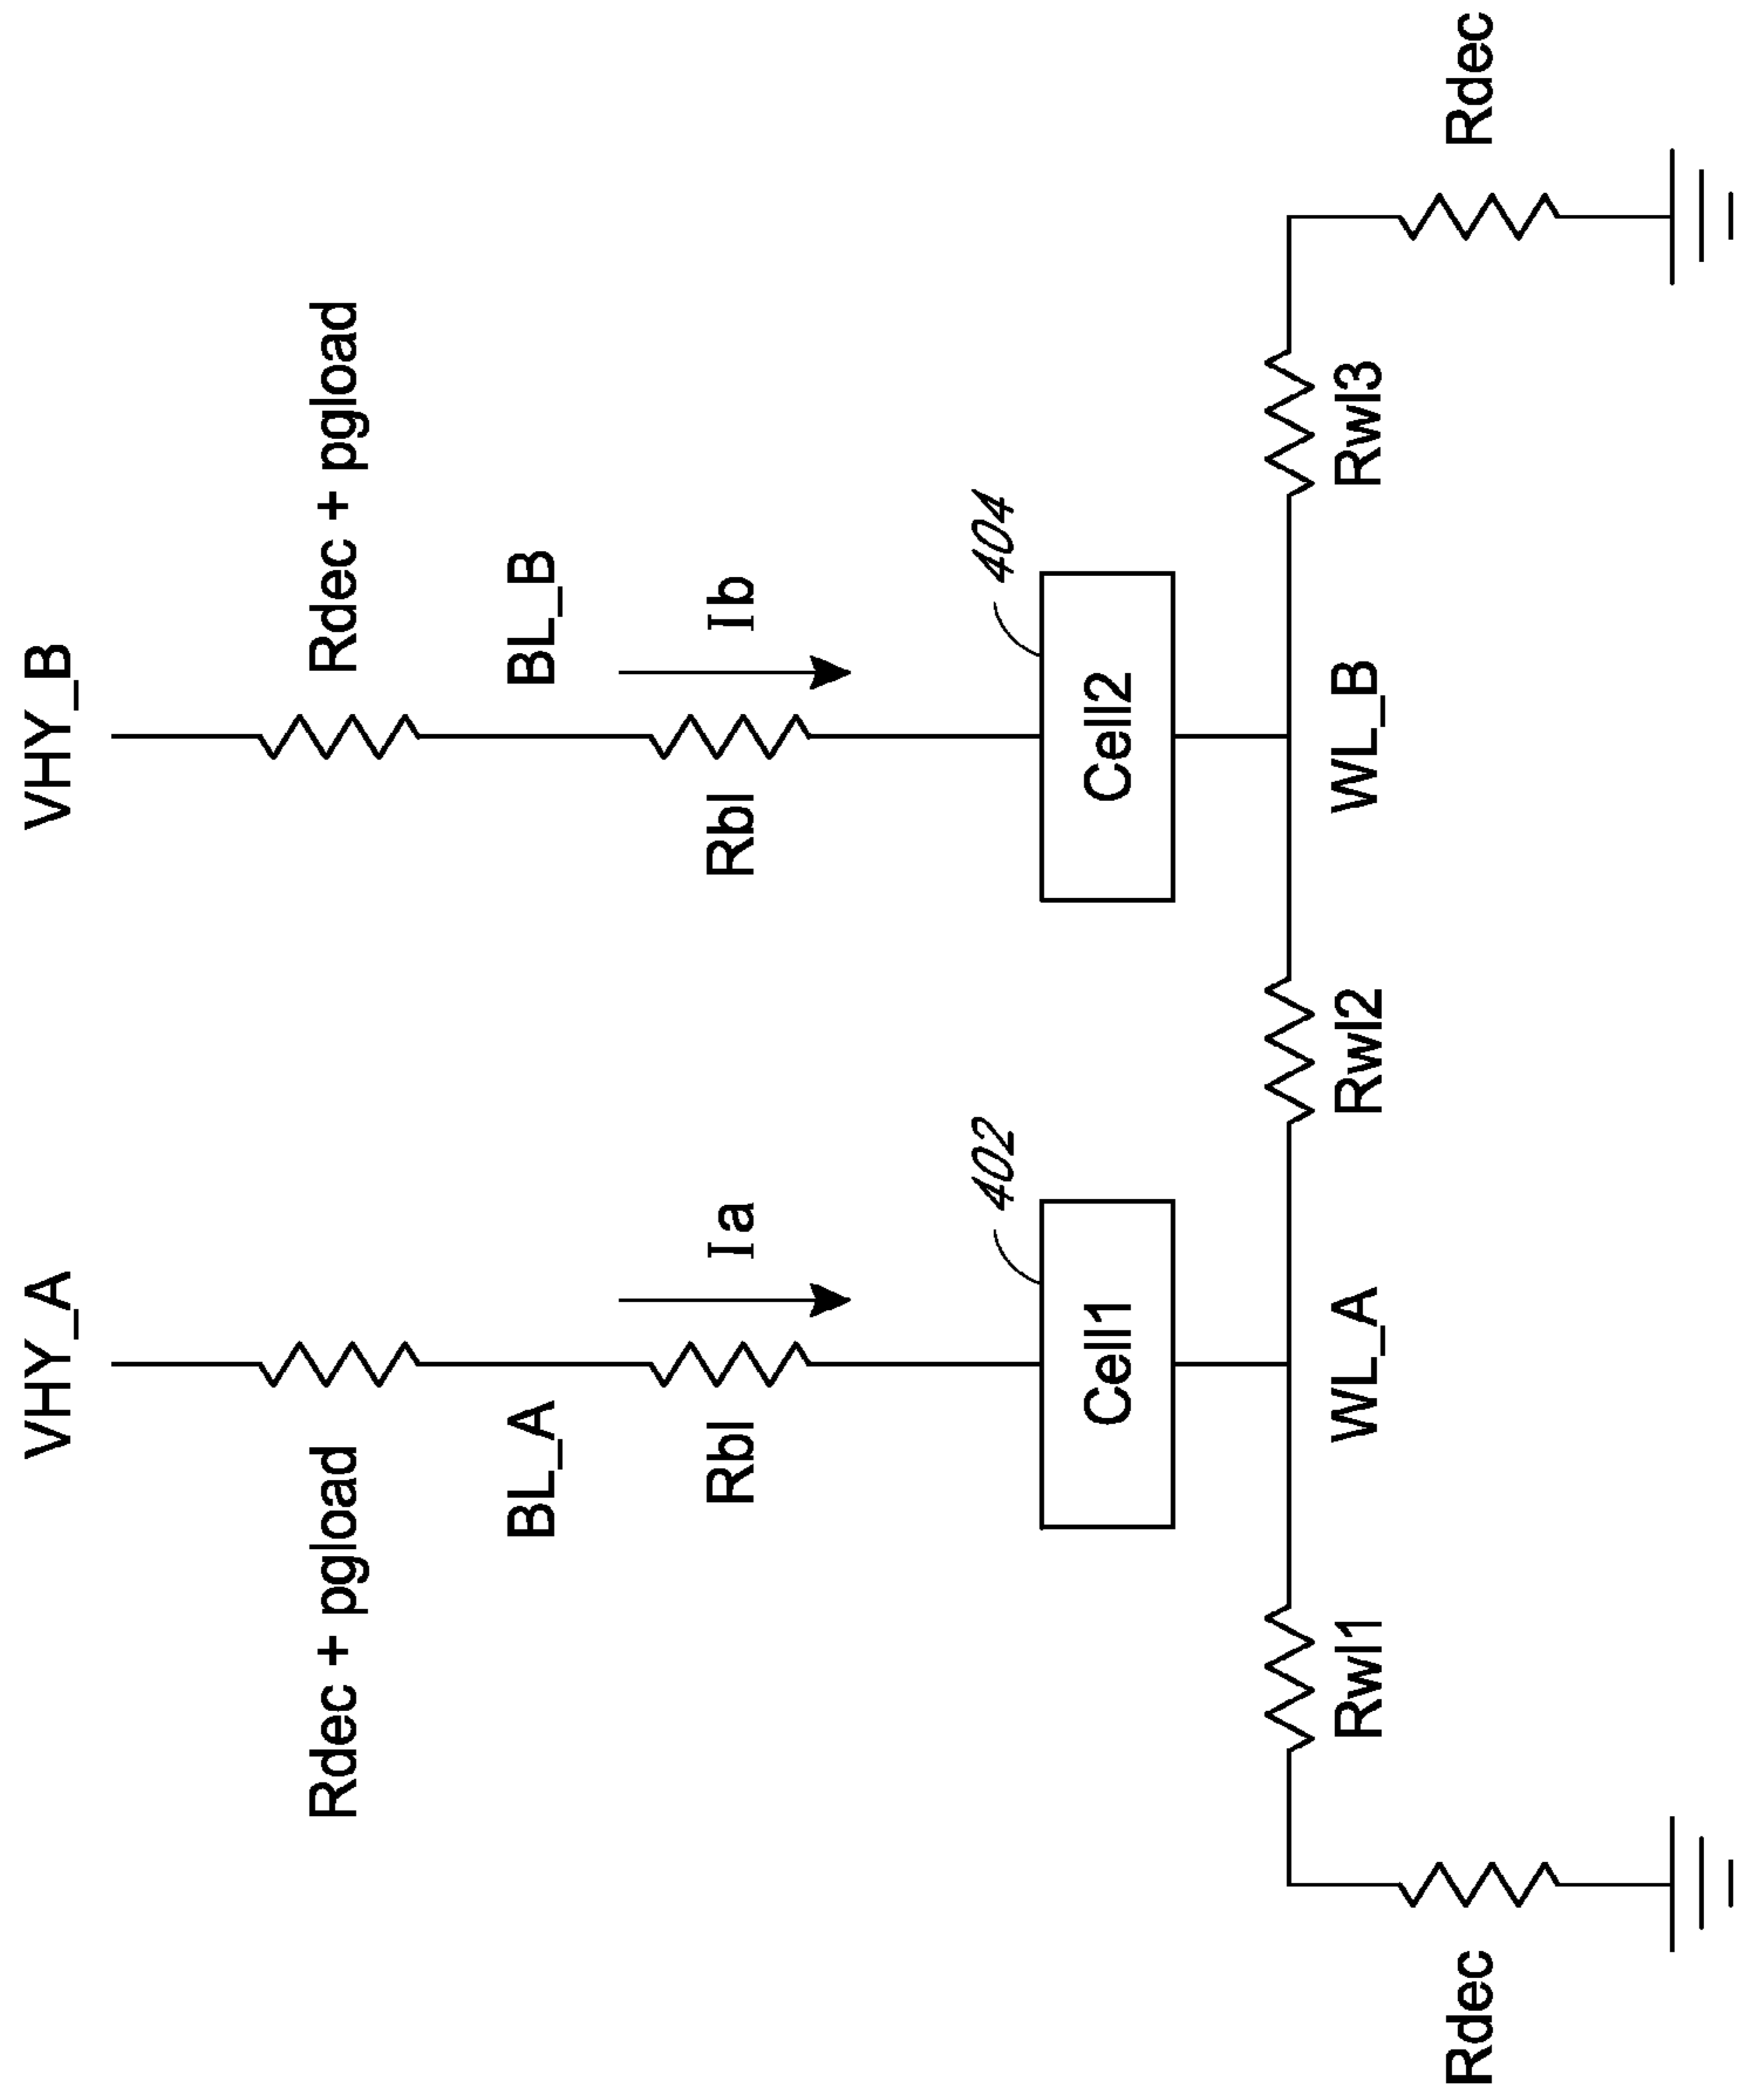 VHY_A
VHY_B
Rdec + pgload
Rdec + pgload
BL_A
BL_B
Rbl
Ia
Rbl
Ib
402
404
Cell1
Cell2
Rwl1
WL_A
Rwl2
WL_B
Rwl3
Rdec
Rdec